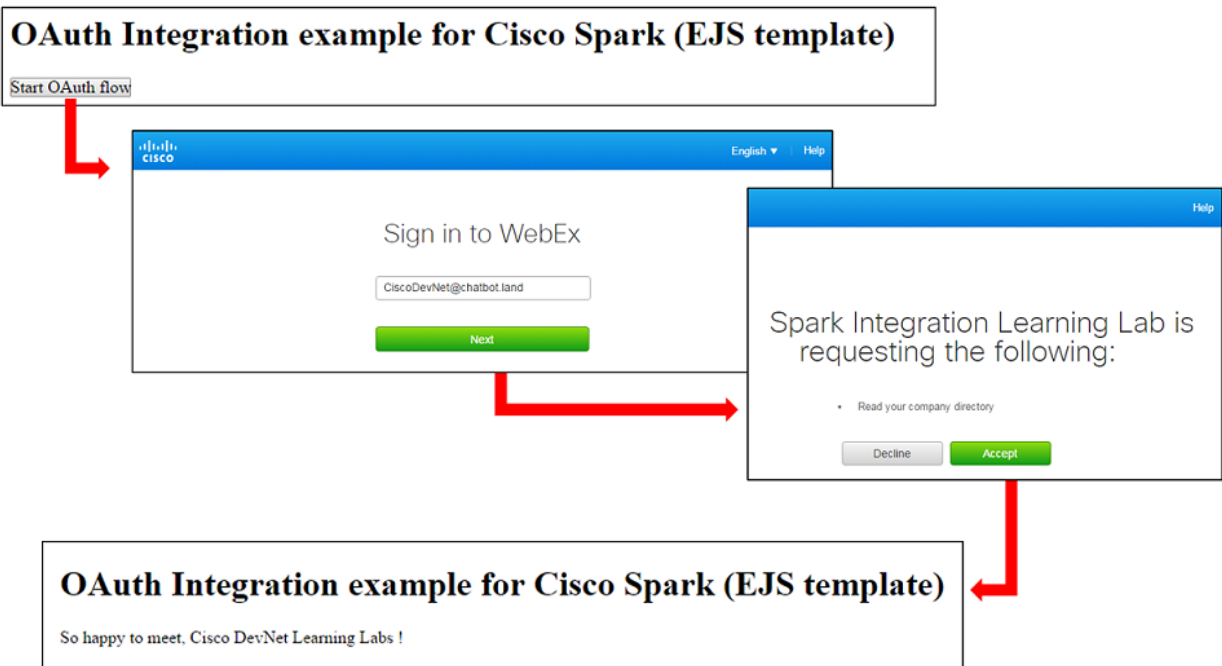 OAuth Integration example for Cisco Spark (EJS template)
Start OAuth flow
CISCO
English ▼ Help
Sign in to WebEx
CiscoDevNet@chatbot.land
Next
Help
Spark Integration Learning Lab is
requesting the following:
• Read your company directory
Decline Accept
OAuth Integration example for Cisco Spark (EJS template)
So happy to meet, Cisco DevNet Learning Labs !